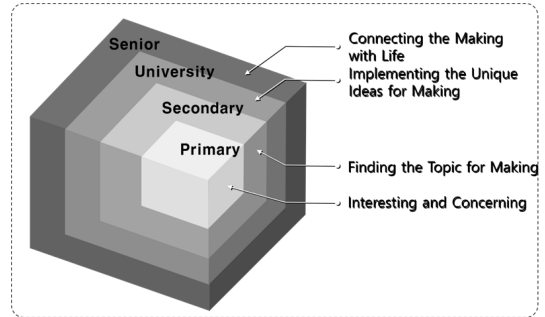 Senior
University
Secondary
Primary
Connecting the Making
with Life
Implementing the Unique
Ideas for Making
Finding the Topic for Making
Interesting and Concerning